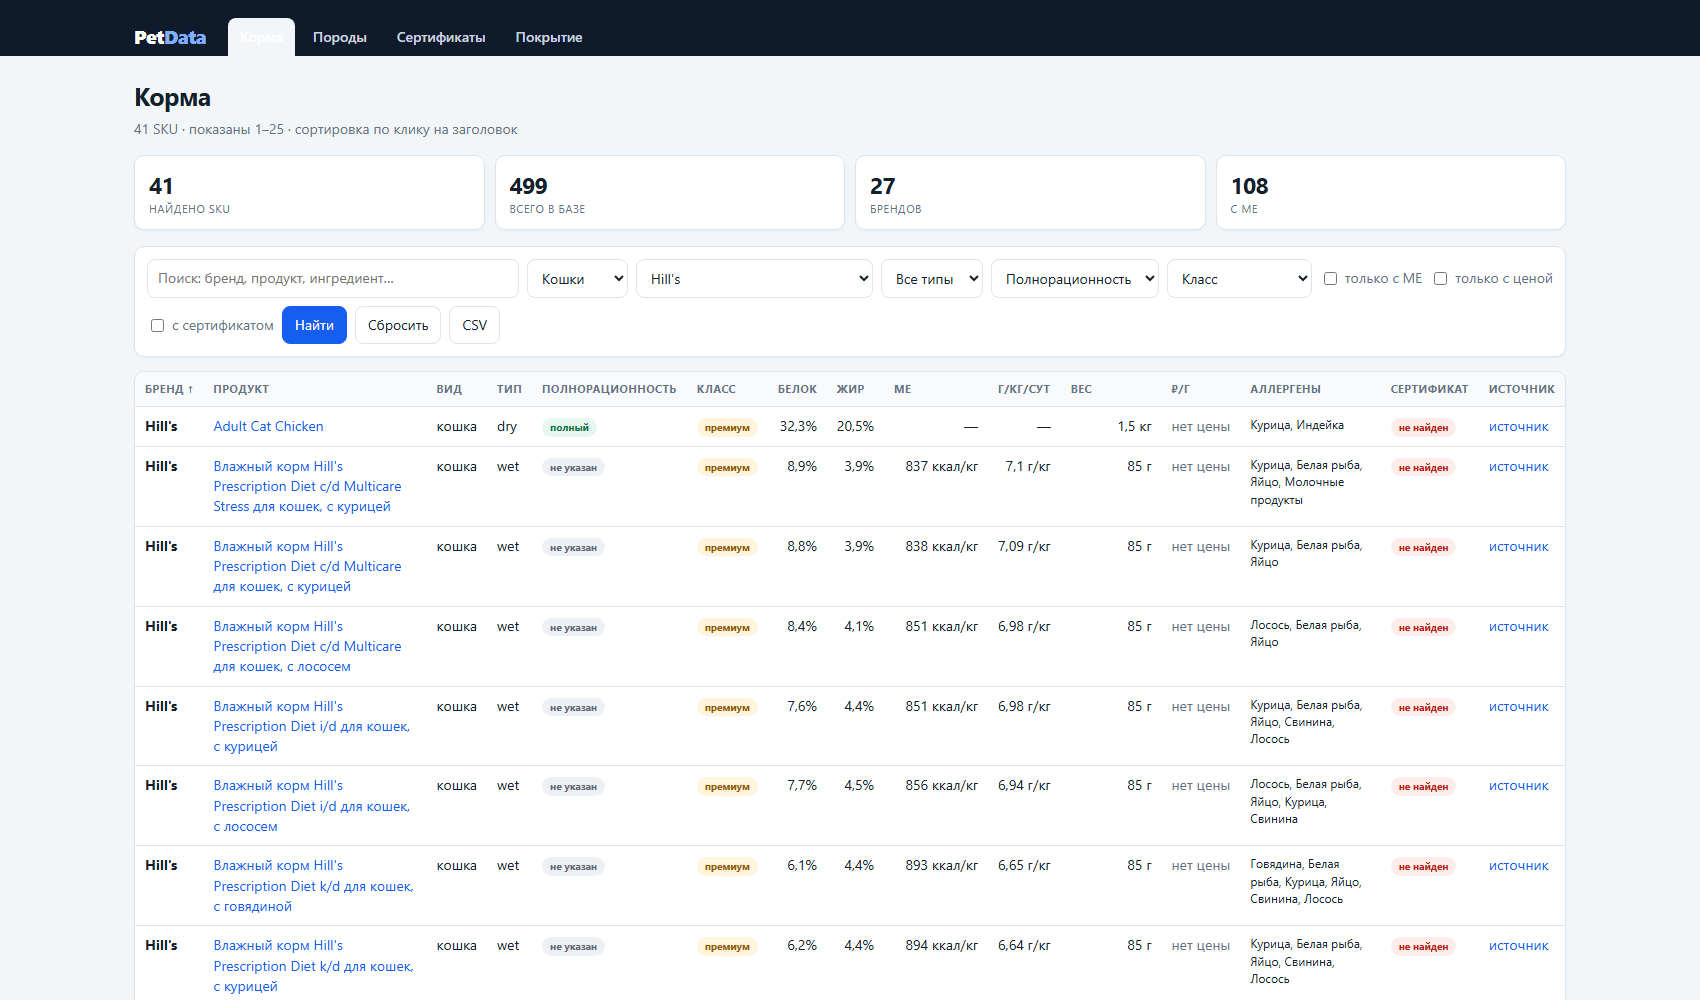 PetData Корма Породы Сертификаты Покрытие
Корма
41 SKU · показаны 1–25 · сортировка по клику на заголовок
41
НАЙДЕНО SKU
499
ВСЕГО В БАЗЕ
27
БРЕНДОВ
108
С МЕ
Поиск: бренд, продукт, ингредиент... Кошки Hill's Все типы Полнорационность Класс только с МЕ только с ценой
с сертификатом Найти Сбросить CSV
БРЕНД ↑ ПРОДУКТ ВИД ТИП ПОЛНОРАЦИОННОСТЬ КЛАСС БЕЛОК ЖИР МЕ Г/КГ/СУТ ВЕС ₽/Г АЛЛЕРГЕНЫ СЕРТИФИКАТ ИСТОЧНИК
Hill's Adult Cat Chicken кошка dry полный премиум 32,3% 20,5% — — 1,5 кг нет цены Курица, Индейка не найден источник
Hill's Влажный корм Hill's кошка wet не указан премиум 8,9% 3,9% 837 ккал/кг 7,1 г/кг 85 г нет цены Курица, Белая рыба, не найден источник
Prescription Diet c/d Multicare Яйцо, Молочные
Stress для кошек, с курицей продукты
Hill's Влажный корм Hill's кошка wet не указан премиум 8,8% 3,9% 838 ккал/кг 7,09 г/кг 85 г нет цены Курица, Белая рыба, не найден источник
Prescription Diet c/d Multicare Яйцо
для кошек, с курицей
Hill's Влажный корм Hill's кошка wet не указан премиум 8,4% 4,1% 851 ккал/кг 6,98 г/кг 85 г нет цены Лосось, Белая рыба, не найден источник
Prescription Diet c/d Multicare Яйцо
для кошек, с лососем
Hill's Влажный корм Hill's кошка wet не указан премиум 7,6% 4,4% 851 ккал/кг 6,98 г/кг 85 г нет цены Курица, Белая рыба, не найден источник
Prescription Diet i/d для кошек, Яйцо, Свинина,
с курицей Лосось
Hill's Влажный корм Hill's кошка wet не указан премиум 7,7% 4,5% 856 ккал/кг 6,94 г/кг 85 г нет цены Лосось, Белая рыба, не найден источник
Prescription Diet i/d для кошек, Яйцо, Курица,
с лососем Свинина
Hill's Влажный корм Hill's кошка wet не указан премиум 6,1% 4,4% 893 ккал/кг 6,65 г/кг 85 г нет цены Говядина, Белая не найден источник
Prescription Diet k/d для кошек, рыба, Курица, Яйцо,
с говядиной Свинина, Лосось
Hill's Влажный корм Hill's кошка wet не указан премиум 6,2% 4,4% 894 ккал/кг 6,64 г/кг 85 г нет цены Курица, Белая рыба, не найден источник
Prescription Diet k/d для кошек, Яйцо, Свинина,
с курицей Лосось